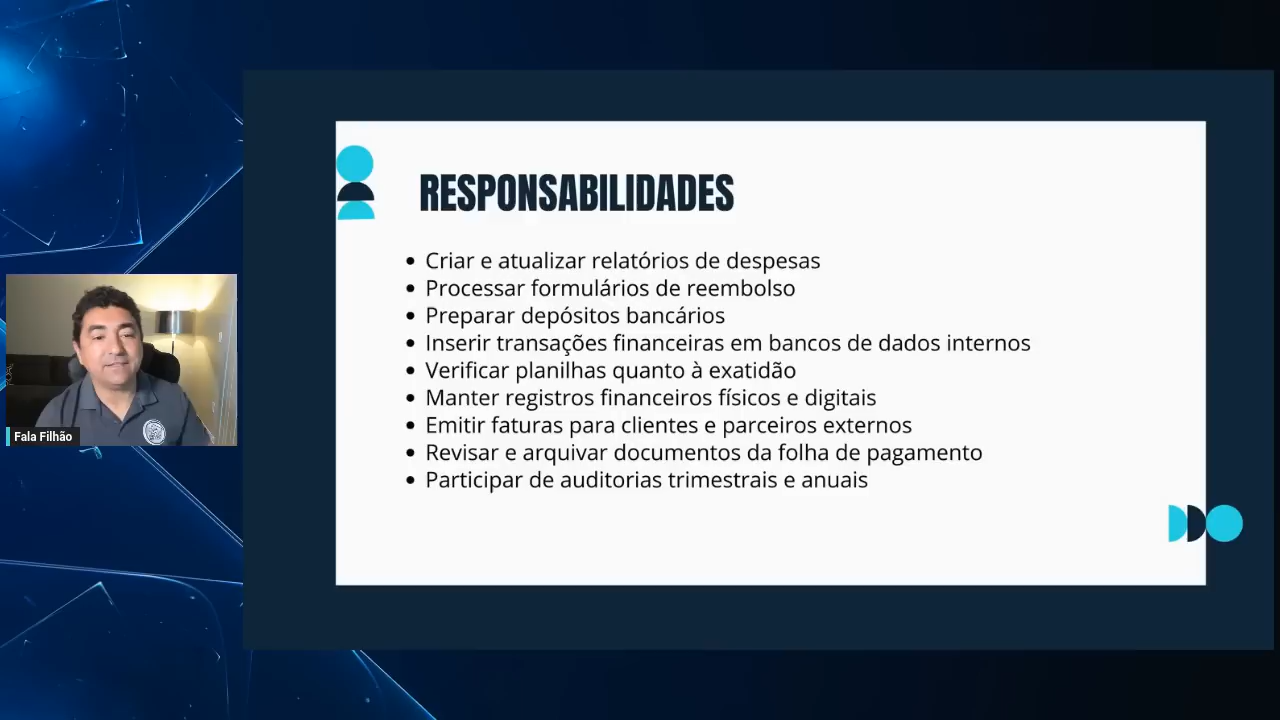 RESPONSABILIDADES
Criar e atualizar relatórios de despesas
Processar formulários de reembolso
Preparar depósitos bancários
Inserir transações financeiras em bancos de dados internos
Verificar planilhas quanto à exatidão
Manter registros financeiros físicos e digitais
Emitir faturas para clientes e parceiros externos
Revisar e arquivar documentos da folha de pagamento
Participar de auditorias trimestrais e anuais
Fala Filhão